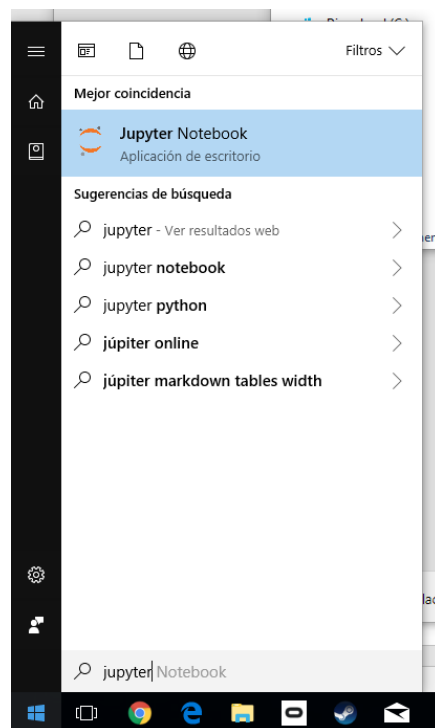 Filtros
Mejor coincidencia
Jupyter Notebook
Aplicación de escritorio
Sugerencias de búsqueda
jupyter - Ver resultados web
jupyter notebook
jupyter python
júpiter online
júpiter markdown tables width
jupyter Notebook